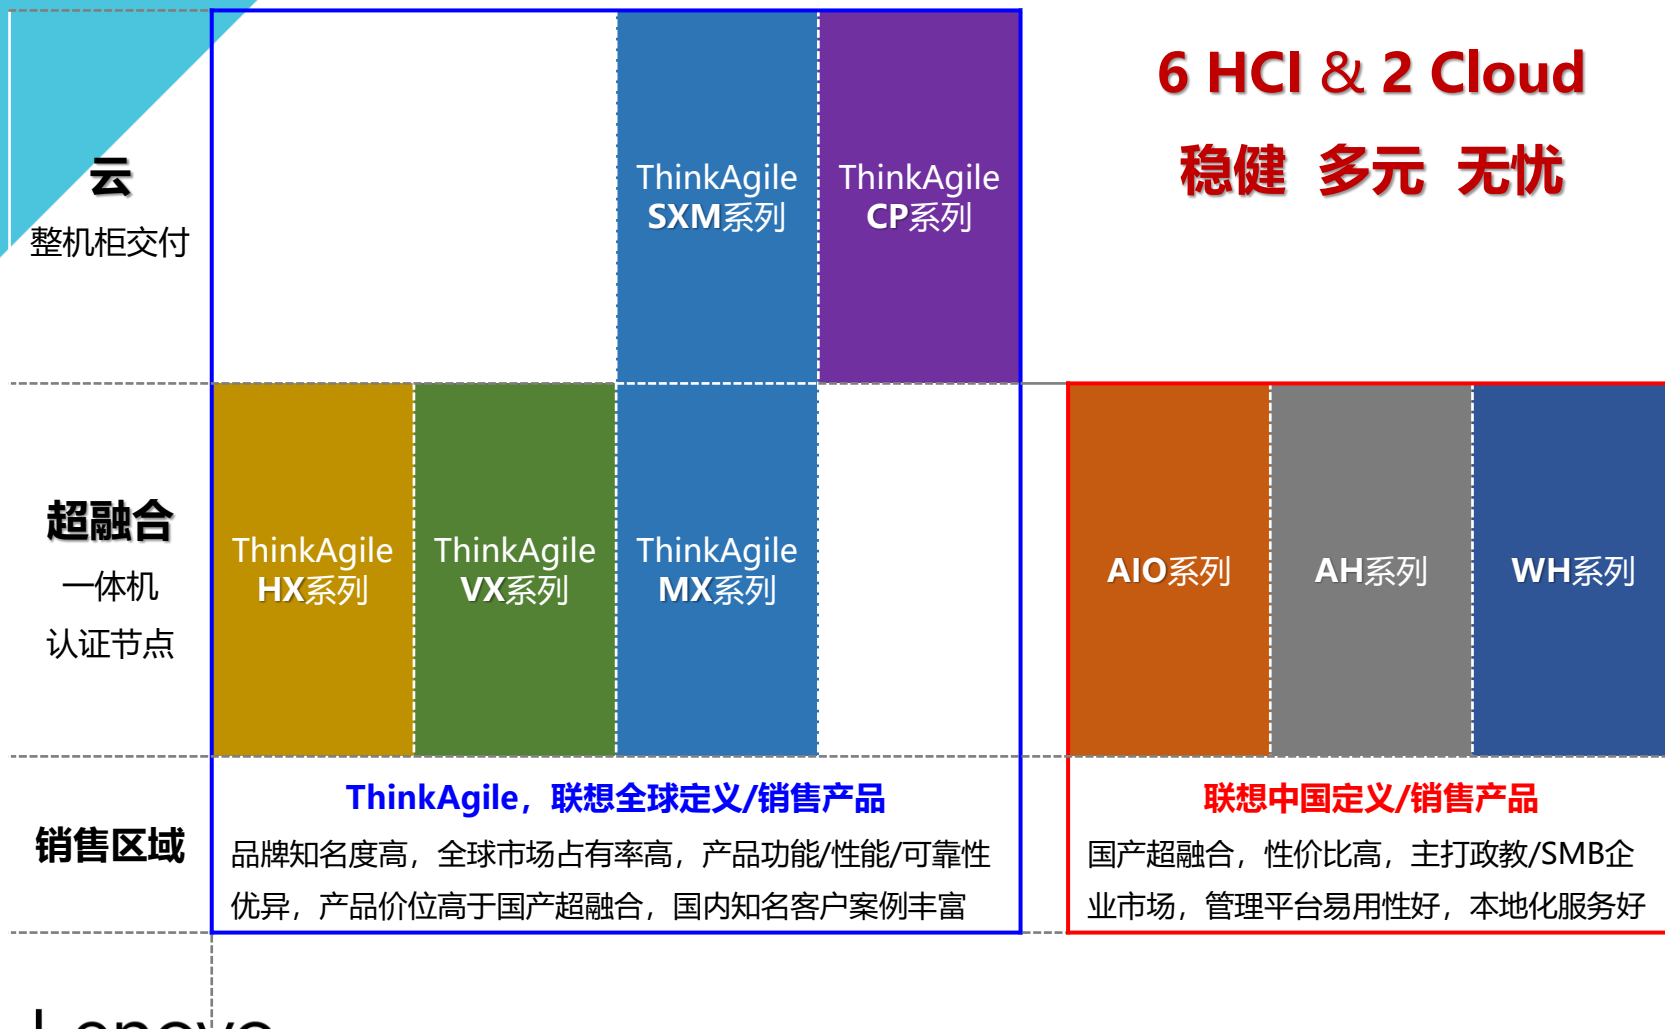 6 HCI & 2 Cloud
稳健 多元 无忧
云
整机柜交付
ThinkAgile
SXM系列
ThinkAgile
CP系列
超融合
一体机
认证节点
ThinkAgile
HX系列
ThinkAgile
VX系列
ThinkAgile
MX系列
AIO系列
AH系列
WH系列
销售区域
ThinkAgile，联想全球定义/销售产品
品牌知名度高，全球市场占有率高，产品功能/性能/可靠性
优异，产品价位高于国产超融合，国内知名客户案例丰富
联想中国定义/销售产品
国产超融合，性价比高，主打政教/SMB企
业市场，管理平台易用性好，本地化服务好
Lenovo